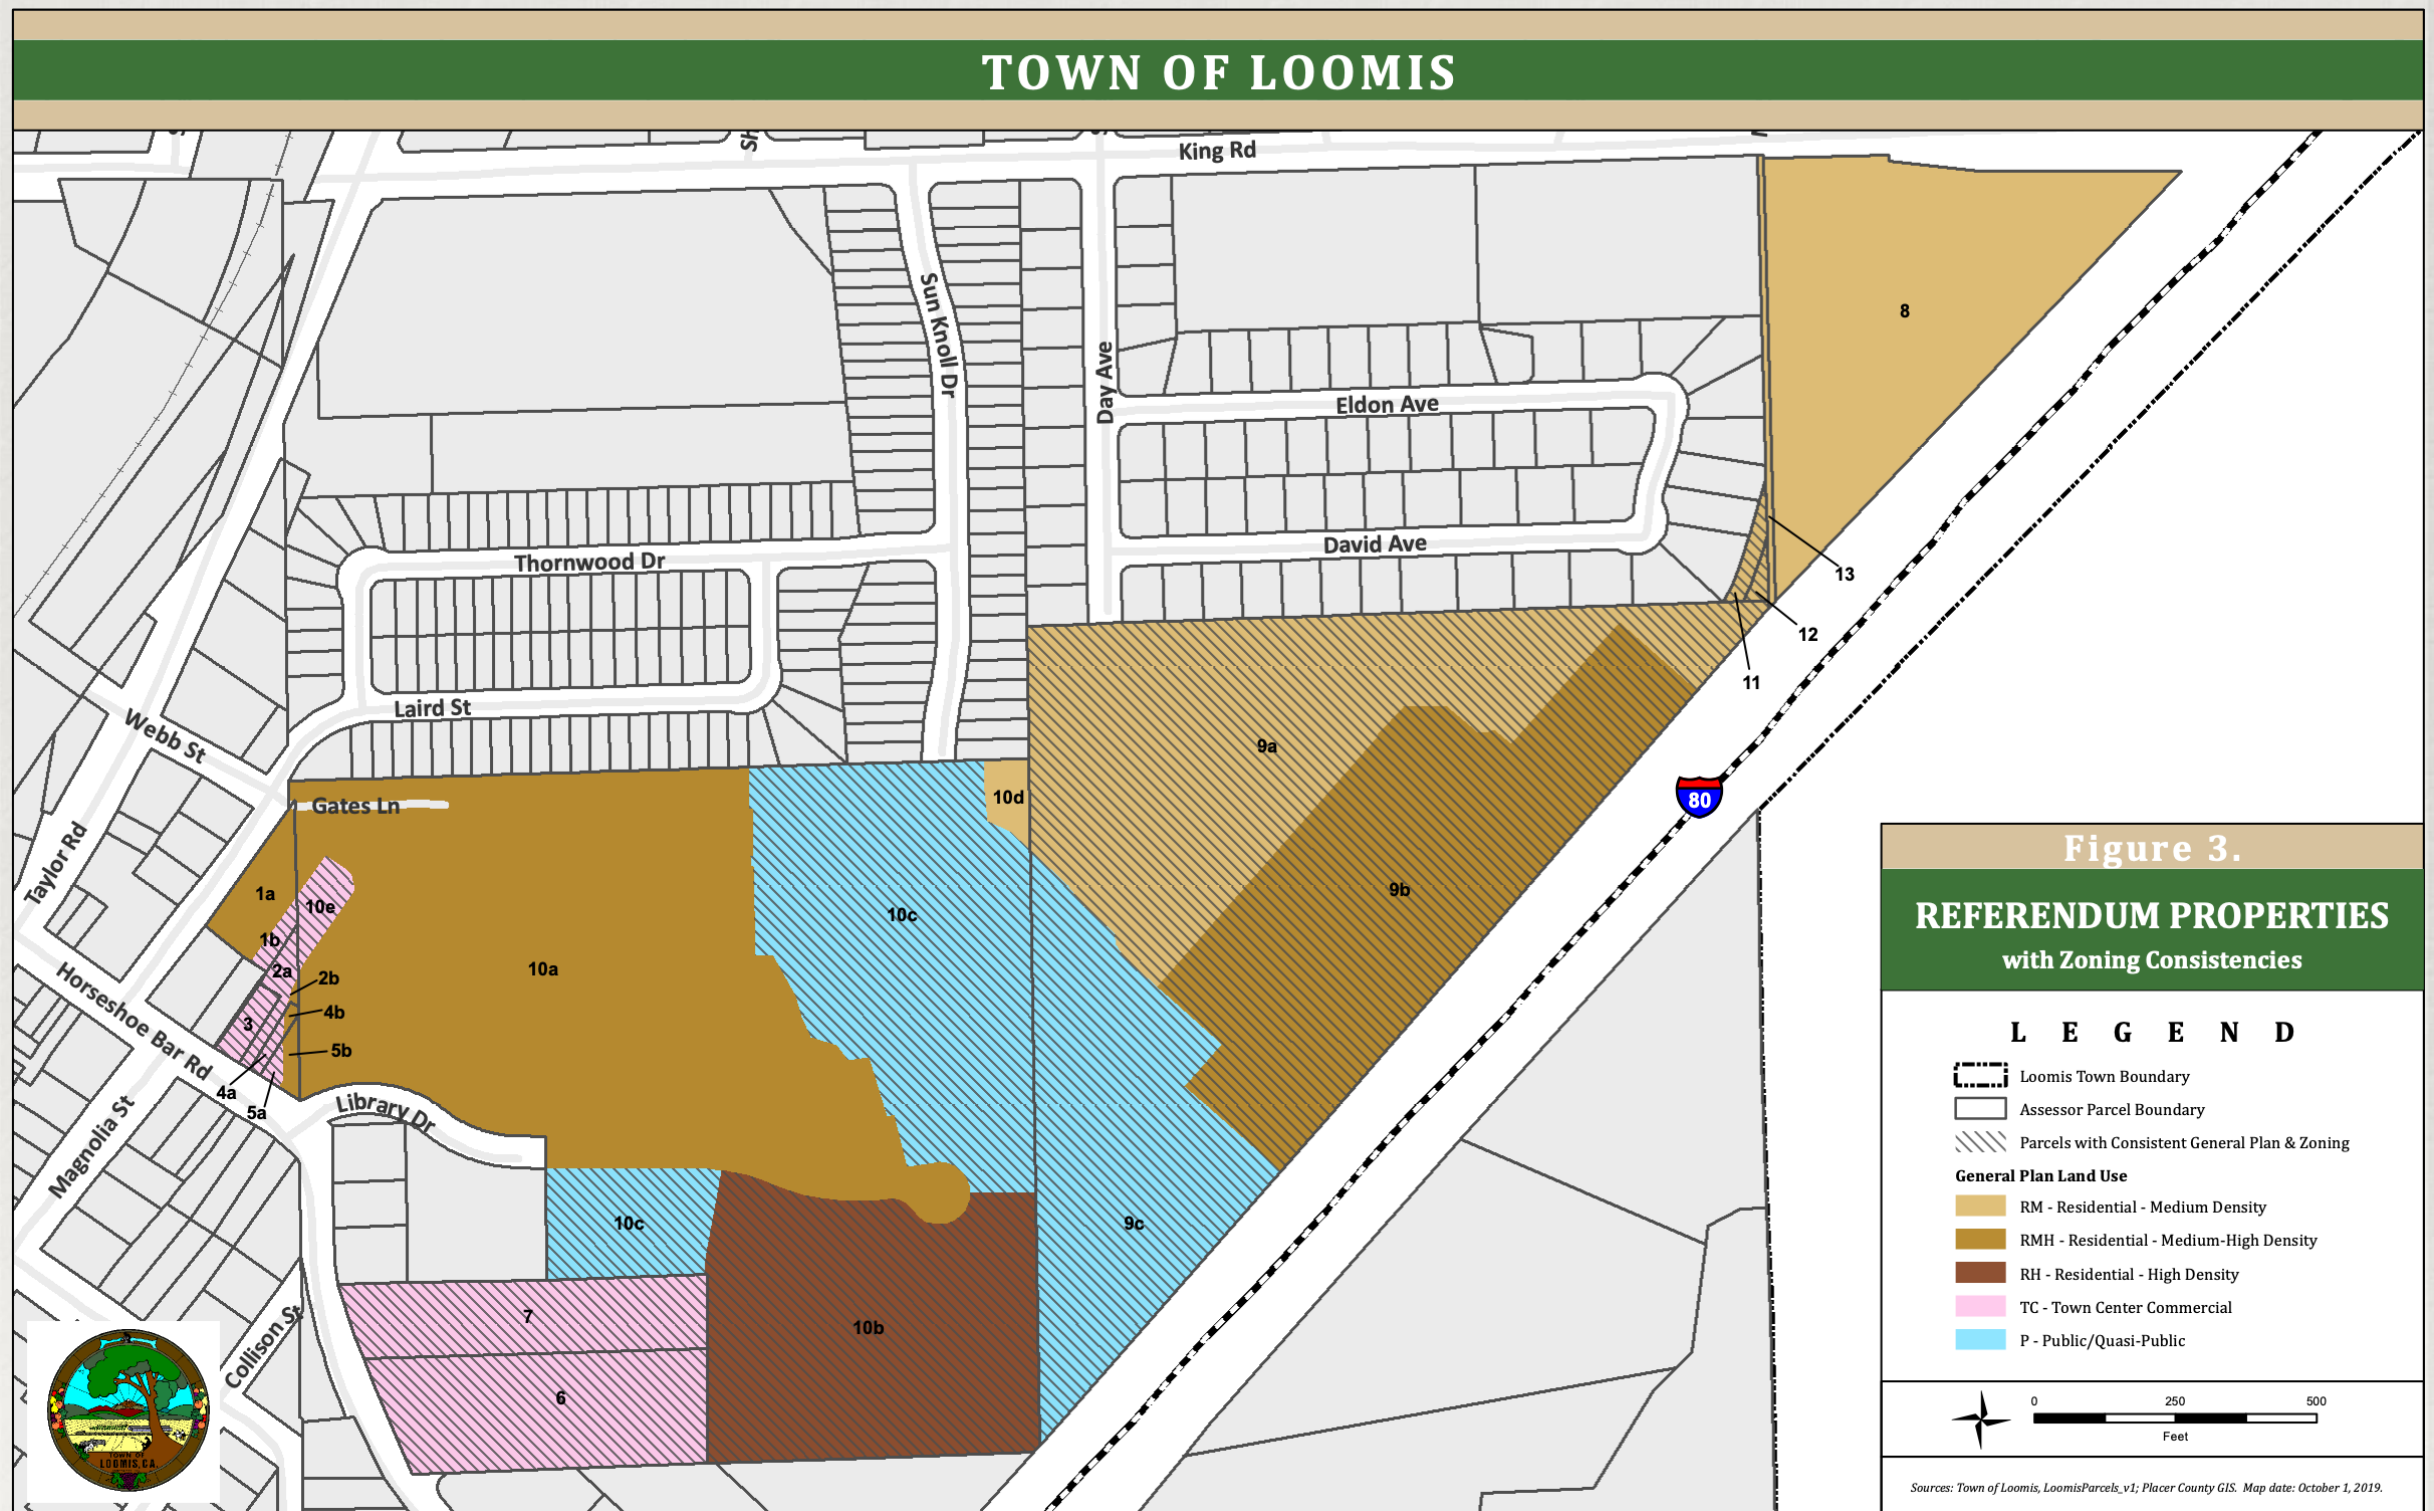 TOWN OF LOOMIS
King Rd
Sh
8
Sun Knoll Dr
Day Ave
Eldon Ave
Thornwood Dr
David Ave
13
12
11
Laird St
Webb St
9a
80
10d
Gates Ln
Taylor Rd
1a
10e
9b
10c
1b
2a
2b
10a
Horseshoe Bar Rd
3
4b
5b
4a
5a
Library Dr
Magnolia St
10c
9c
7
10b
Collison St
6
TOWN OF
LOOMIS, CA.
Figure 3.
REFERENDUM PROPERTIES
with Zoning Consistencies
LEGEND
Loomis Town Boundary
Assessor Parcel Boundary
Parcels with Consistent General Plan & Zoning
General Plan Land Use
RM - Residential - Medium Density
RMH - Residential - Medium-High Density
RH - Residential - High Density
TC - Town Center Commercial
P - Public/Quasi-Public
0 250 500
Feet
Sources: Town of Loomis, LoomisParcels_v1; Placer County GIS. Map date: October 1, 2019.